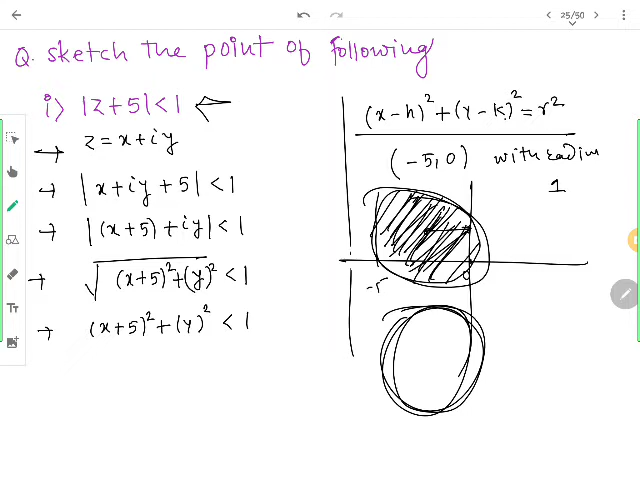 25/50
Q. Sketch the point of following
i) |z+5| < 1 ←
→ z = x + iy
→ |x + iy + 5| < 1
→ |(x+5) + iy| < 1
→ √(x+5)² + (y)² < 1
→ (x+5)² + (y)² < 1
(x-h)² + (y-k)² = r²
(-5, 0) with radius
1
-5